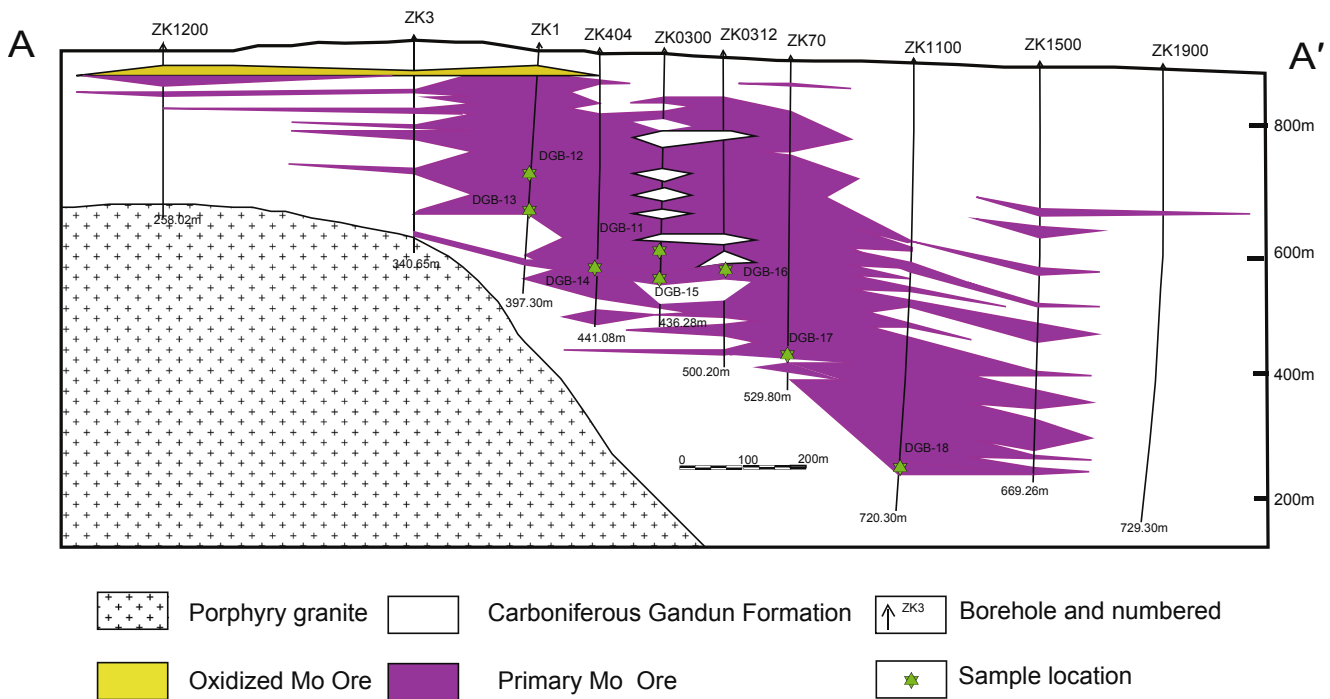 A
ZK1200
ZK3
ZK1
ZK404
ZK0300
ZK0312
ZK70
ZK1100
ZK1500
ZK1900
A′
800m
DGB-12
DGB-13
258.02m
DGB-11
600m
340.65m
DGB-14
DGB-16
DGB-15
397.30m
436.28m
441.08m
DGB-17
500.20m
400m
529.80m
DGB-18
0 100 200m
669.26m
200m
720.30m
729.30m
Porphyry granite
Carboniferous Gandun Formation
ZK3
Borehole and numbered
Oxidized Mo Ore
Primary Mo Ore
Sample location